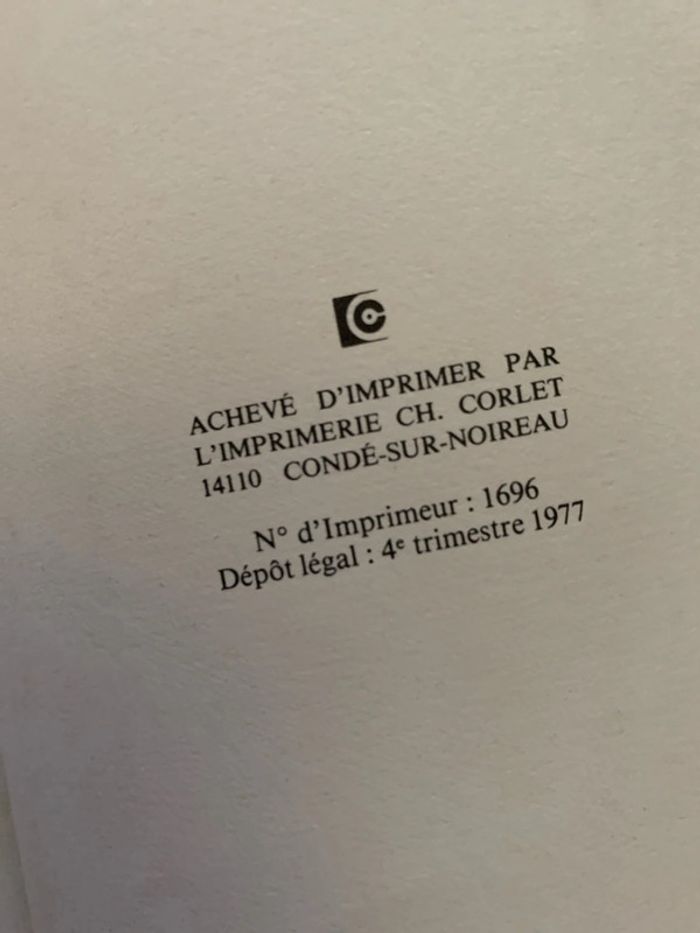 ACHEVÉ D'IMPRIMER PAR
L'IMPRIMERIE CH. CORLET
14110 CONDÉ-SUR-NOIREAU
N° d'Imprimeur : 1696
Dépôt légal : 4e trimestre 1977